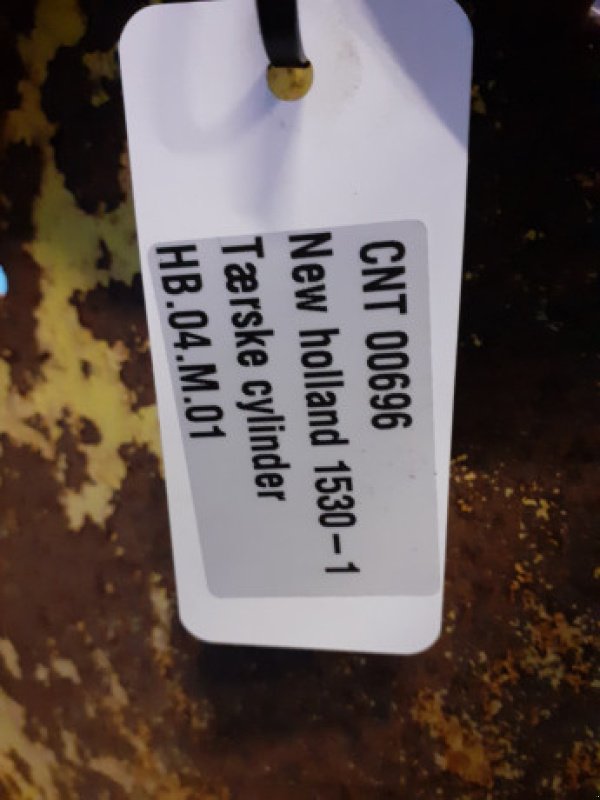 CNT 00696
New holland 1530-1
Tærske cylinder
HB.04.M.01